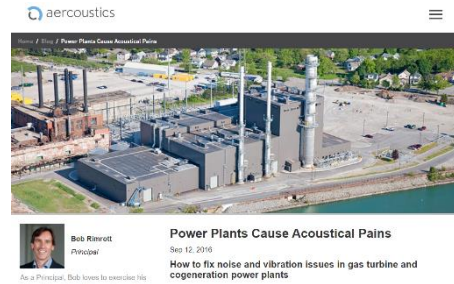 aercoustics
Home / Blog / Power Plants Cause Acoustical Pains
Bob Rimrott
Principal
As a Principal, Bob loves to exercise his
Power Plants Cause Acoustical Pains
Sep 12, 2016
How to fix noise and vibration issues in gas turbine and
cogeneration power plants